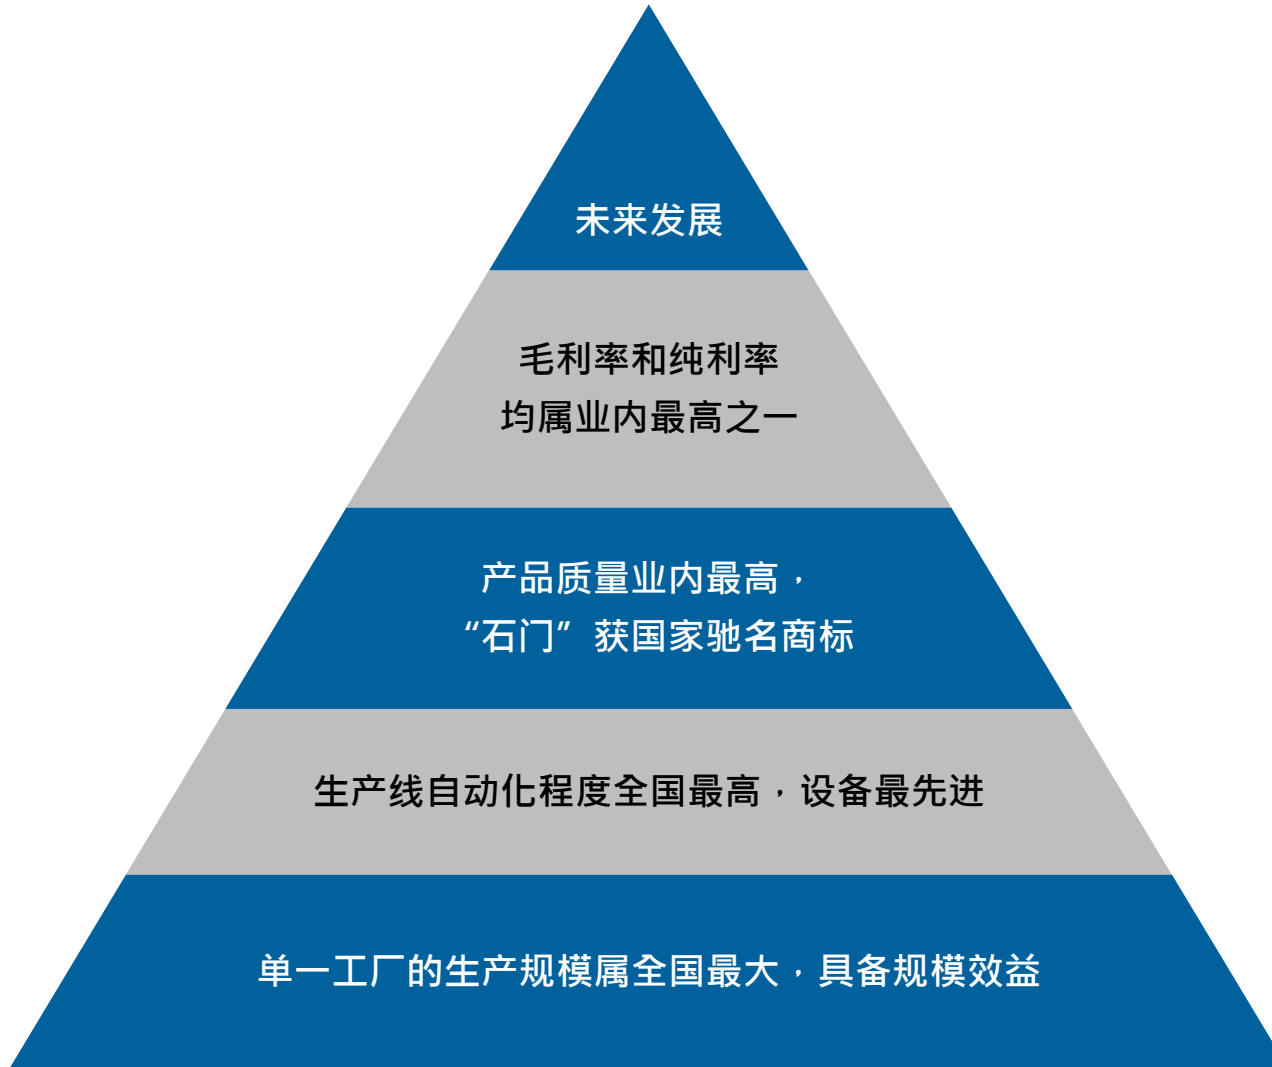 未来发展
毛利率和纯利率
均属业内最高之一
产品质量业内最高，
“石门”获国家驰名商标
生产线自动化程度全国最高，设备最先进
单一工厂的生产规模属全国最大，具备规模效益